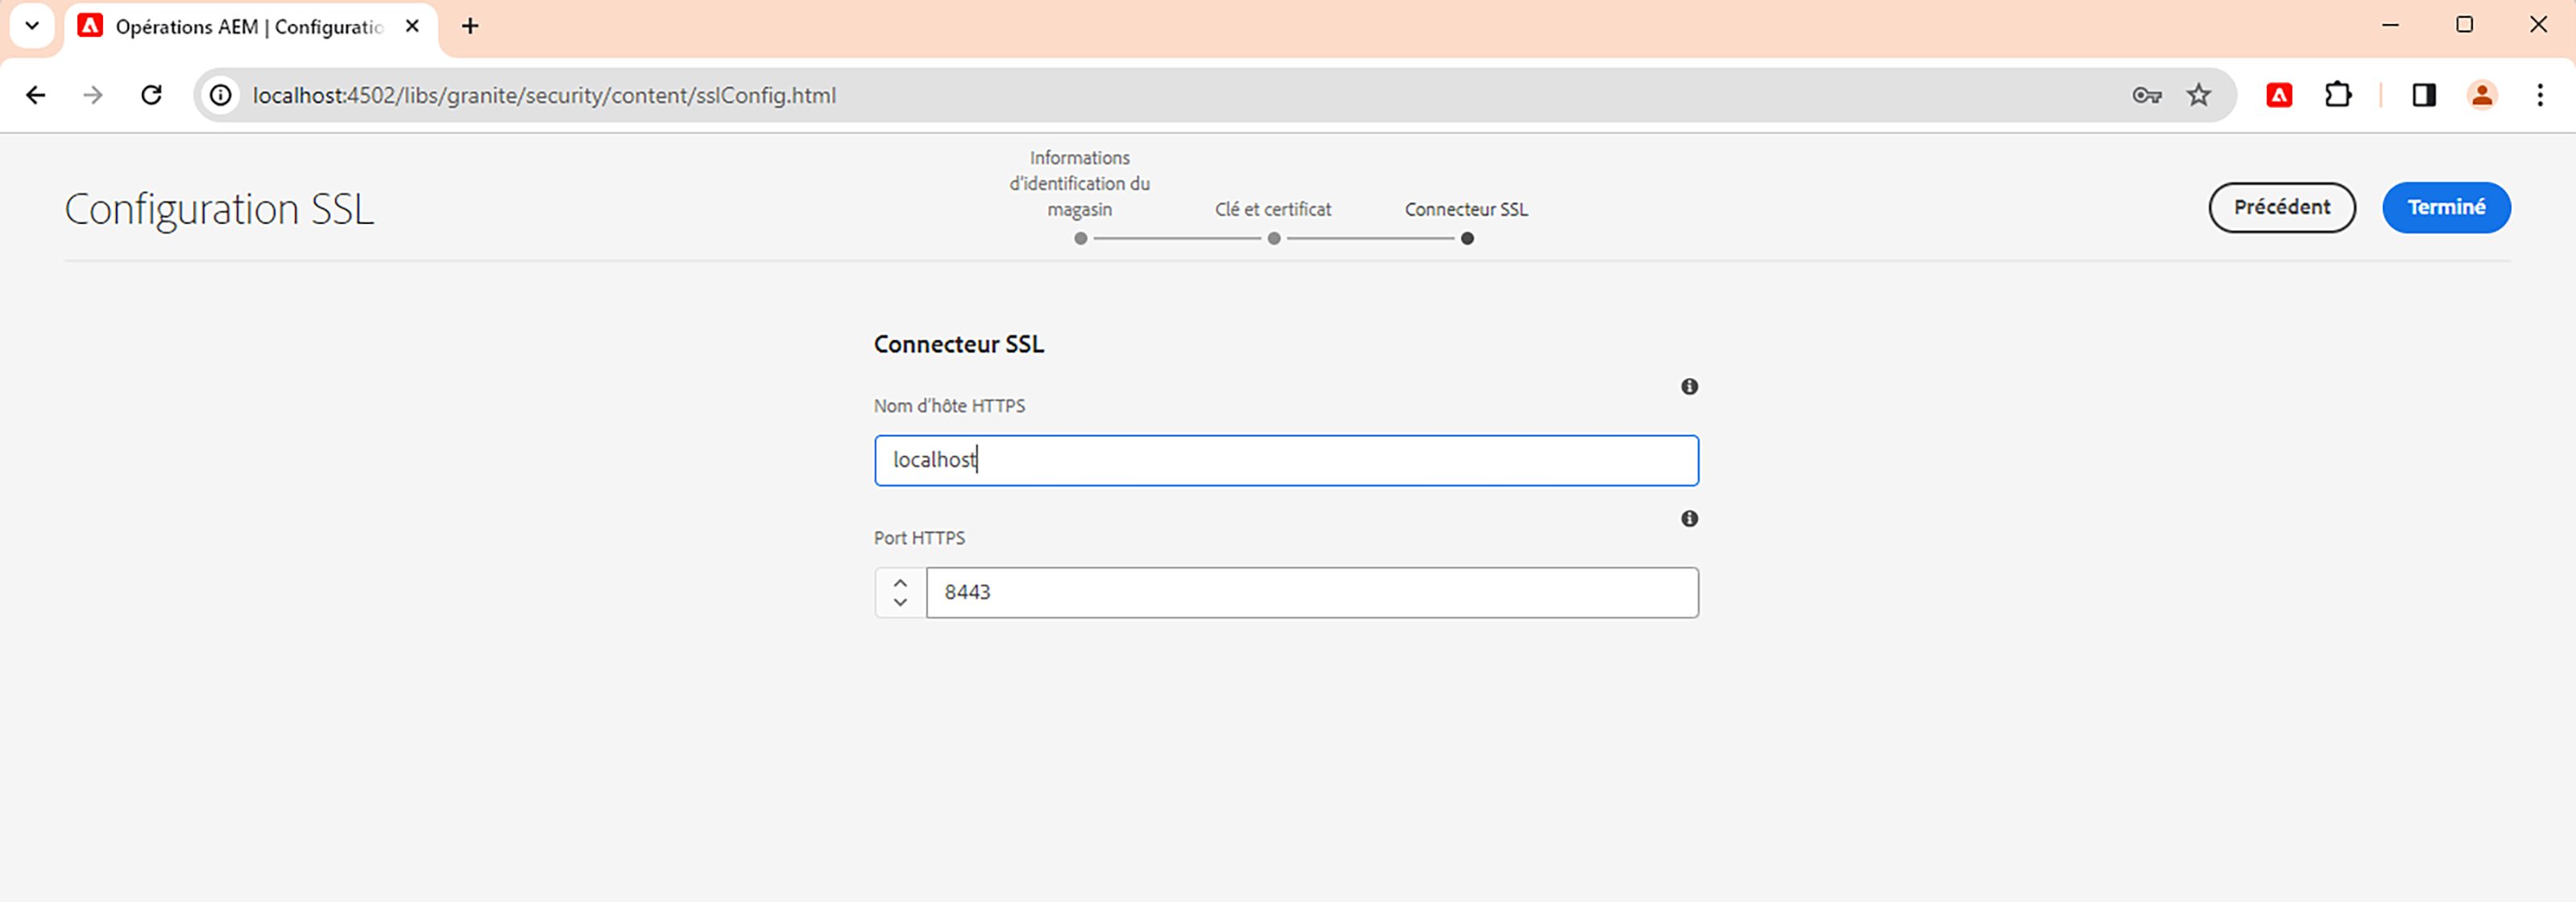 Opérations AEM | Configuratio
localhost:4502/libs/granite/security/content/sslConfig.html
Configuration SSL
Informations
d'identification du
magasin
Clé et certificat
Connecteur SSL
Précédent
Terminé
Connecteur SSL
Nom d'hôte HTTPS
localhost
Port HTTPS
8443